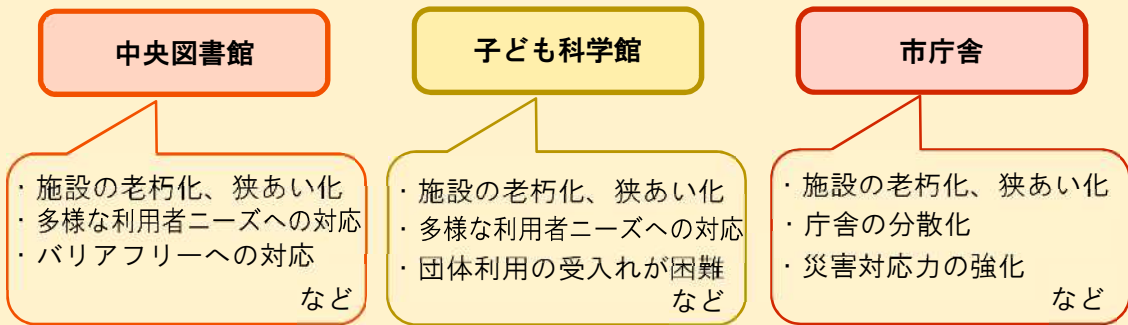 中央図書館
・施設の老朽化、狭あい化
・多様な利用者ニーズへの対応
・バリアフリーへの対応
など
子ども科学館
・施設の老朽化、狭あい化
・多様な利用者ニーズへの対応
・団体利用の受入れが困難
など
市庁舎
・施設の老朽化、狭あい化
・庁舎の分散化
・災害対応力の強化
など